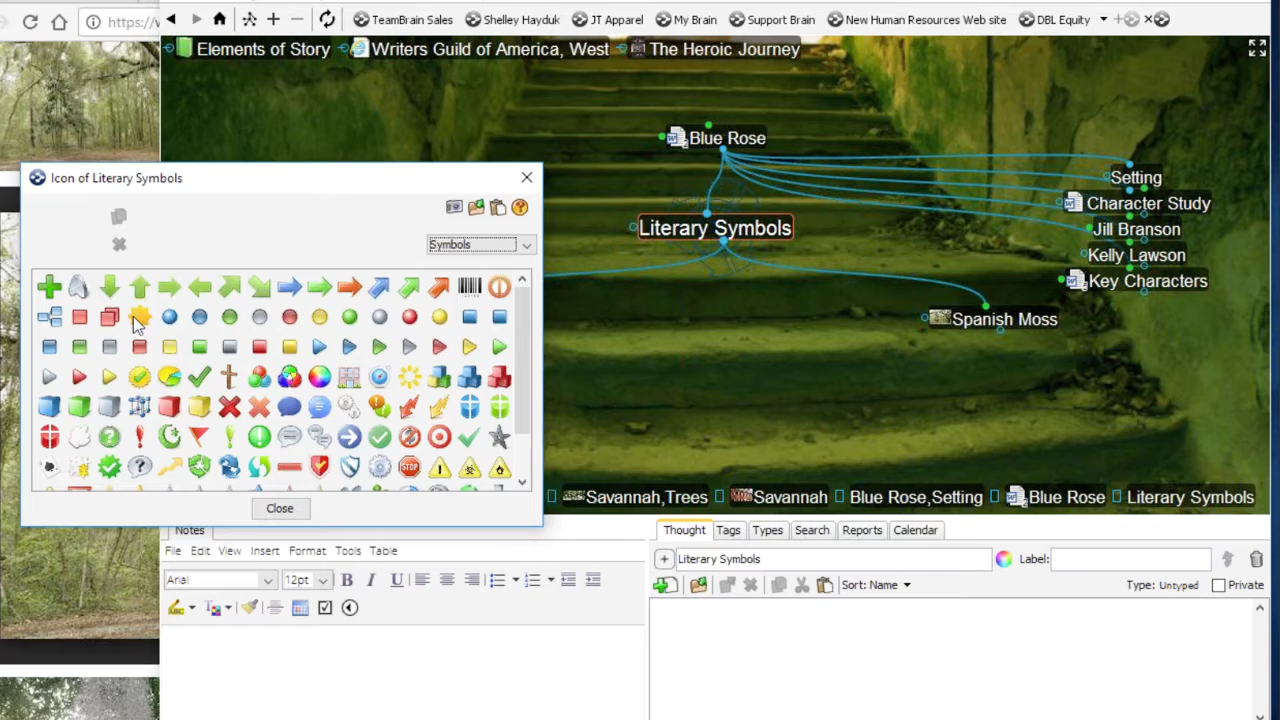 https://w
TeamBrain Sales
Shelley Hayduk
JT Apparel
My Brain
Support Brain
New Human Resources Web site
DBL Equity
Elements of Story
Writers Guild of America, West
The Heroic Journey
Blue Rose
Setting
Character Study
Literary Symbols
Jill Branson
Kelly Lawson
Key Characters
Spanish Moss
Icon of Literary Symbols
Symbols
STOP
Close
Savannah,Trees
Savannah
Blue Rose,Setting
Blue Rose
Literary Symbols
Notes
File Edit View Insert Format Tools Table
Arial
12pt
B I U
ABC
Thought Tags Types Search Reports Calendar
Literary Symbols
Label:
Sort: Name
Type: Untyped
Private